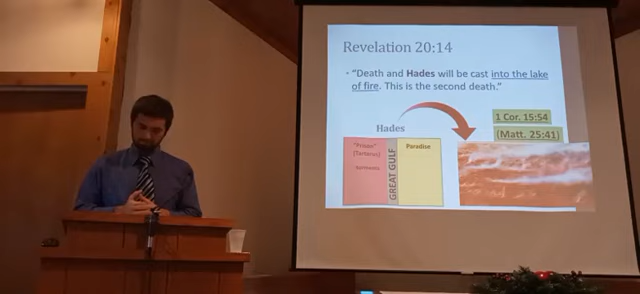 Revelation 20:14
- "Death and Hades will be cast into the lake
of fire. This is the second death."
1 Cor. 15:54
(Matt. 25:41)
Hades
"Prison"
(Tartarus)
torments
GREAT GULF
Paradise